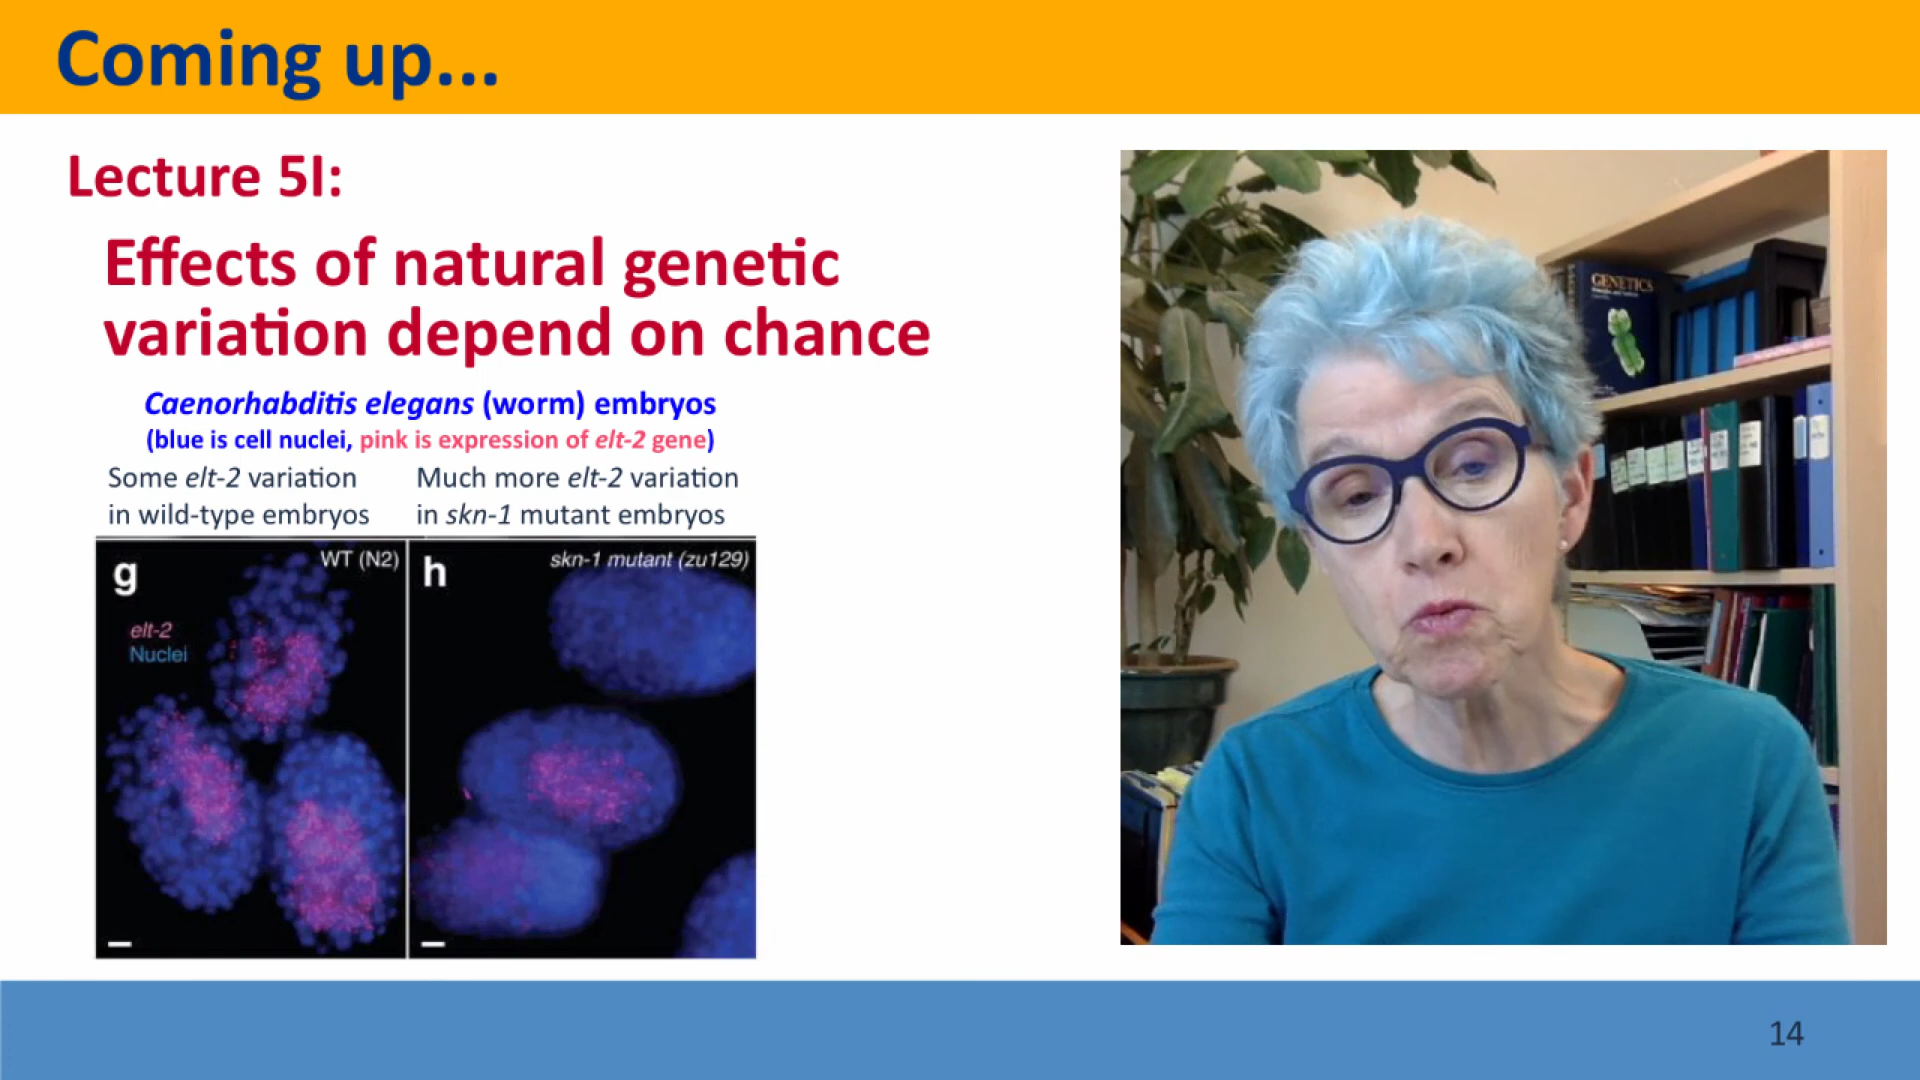 Coming up...
Lecture 5I:
Effects of natural genetic
variation depend on chance
Caenorhabditis elegans (worm) embryos
(blue is cell nuclei, pink is expression of elt-2 gene)
Some elt-2 variation
in wild-type embryos
Much more elt-2 variation
in skn-1 mutant embryos
g
WT (N2)
elt-2
Nuclei
h
skn-1 mutant (zu129)
GENETICS
14